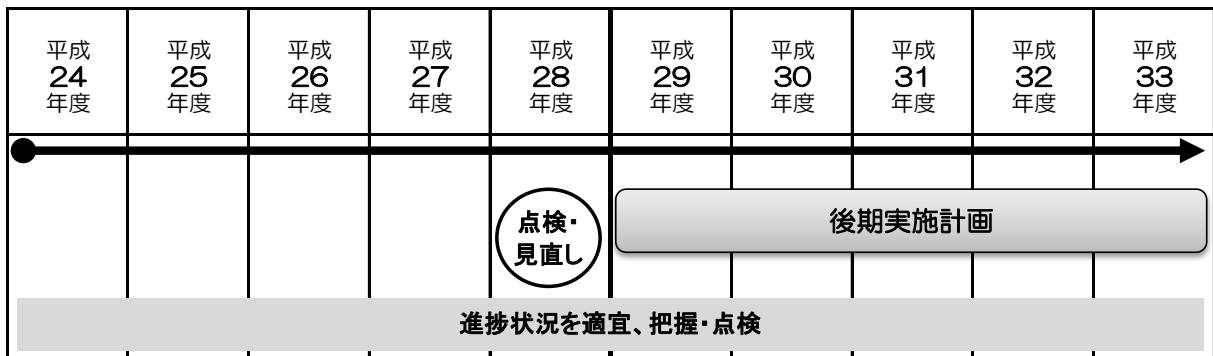 平成
24
年度
平成
25
年度
平成
26
年度
平成
27
年度
平成
28
年度
平成
29
年度
平成
30
年度
平成
31
年度
平成
32
年度
平成
33
年度
点検・
見直し
後期実施計画
進捗状況を適宜、把握・点検